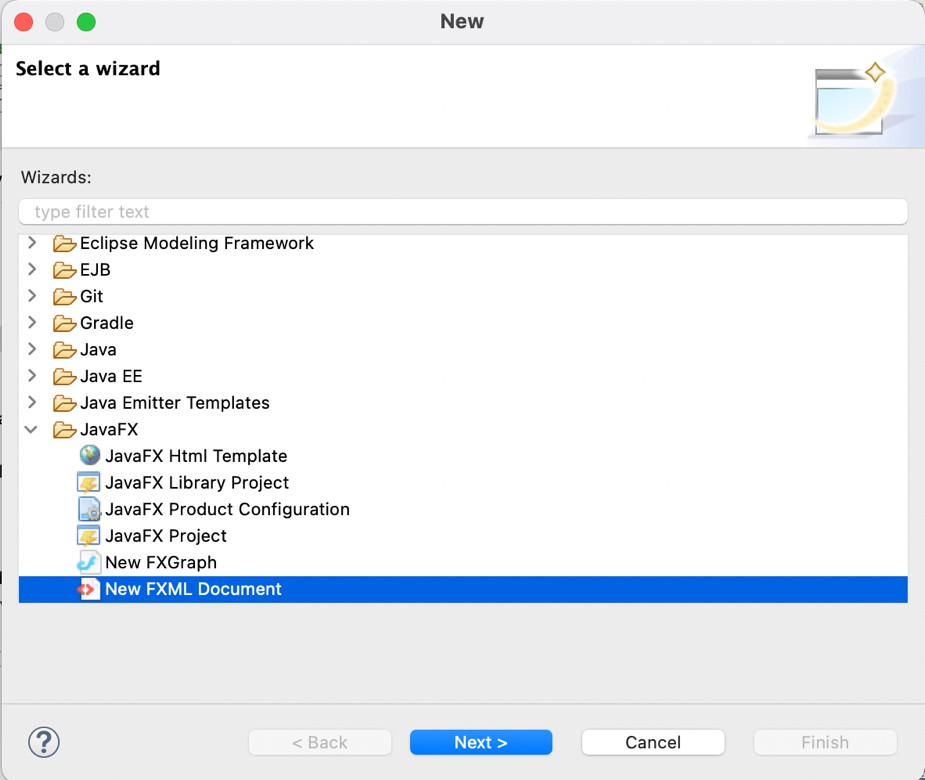 New
Select a wizard
Wizards:
type filter text
Eclipse Modeling Framework
EJB
Git
Gradle
Java
Java EE
Java Emitter Templates
JavaFX
JavaFX Html Template
JavaFX Library Project
JavaFX Product Configuration
JavaFX Project
New FXGraph
New FXML Document
? < Back Next > Cancel Finish